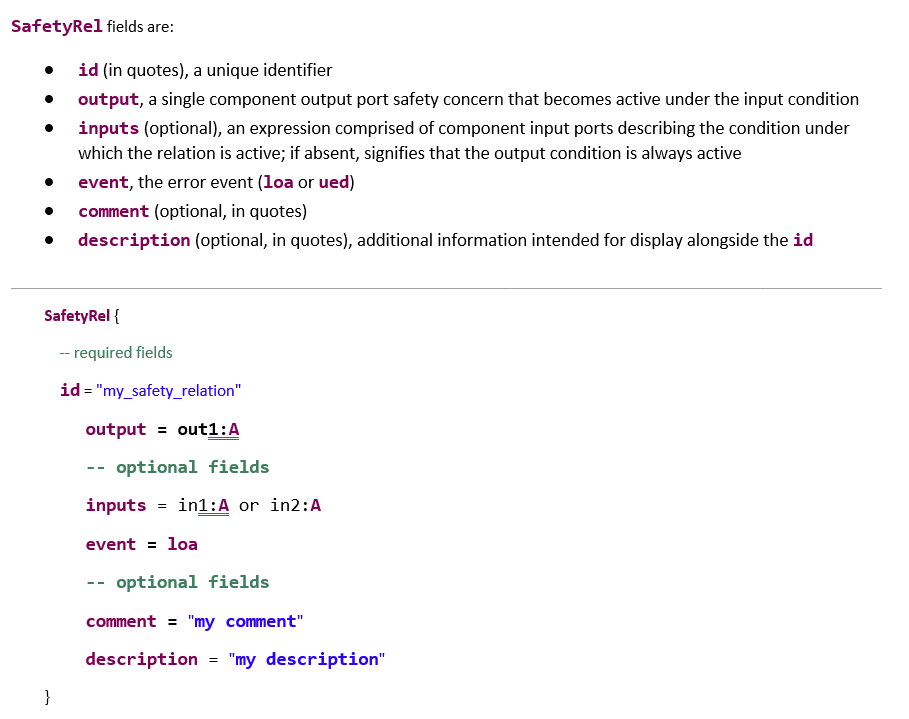 SafetyRel fields are:
● id (in quotes), a unique identifier
● output, a single component output port safety concern that becomes active under the input condition
● inputs (optional), an expression comprised of component input ports describing the condition under
which the relation is active; if absent, signifies that the output condition is always active
● event, the error event (loa or ued)
● comment (optional, in quotes)
● description (optional, in quotes), additional information intended for display alongside the id
SafetyRel {
-- required fields
id = "my_safety_relation"
output = out1:A
-- optional fields
inputs = in1:A or in2:A
event = loa
-- optional fields
comment = "my comment"
description = "my description"
}